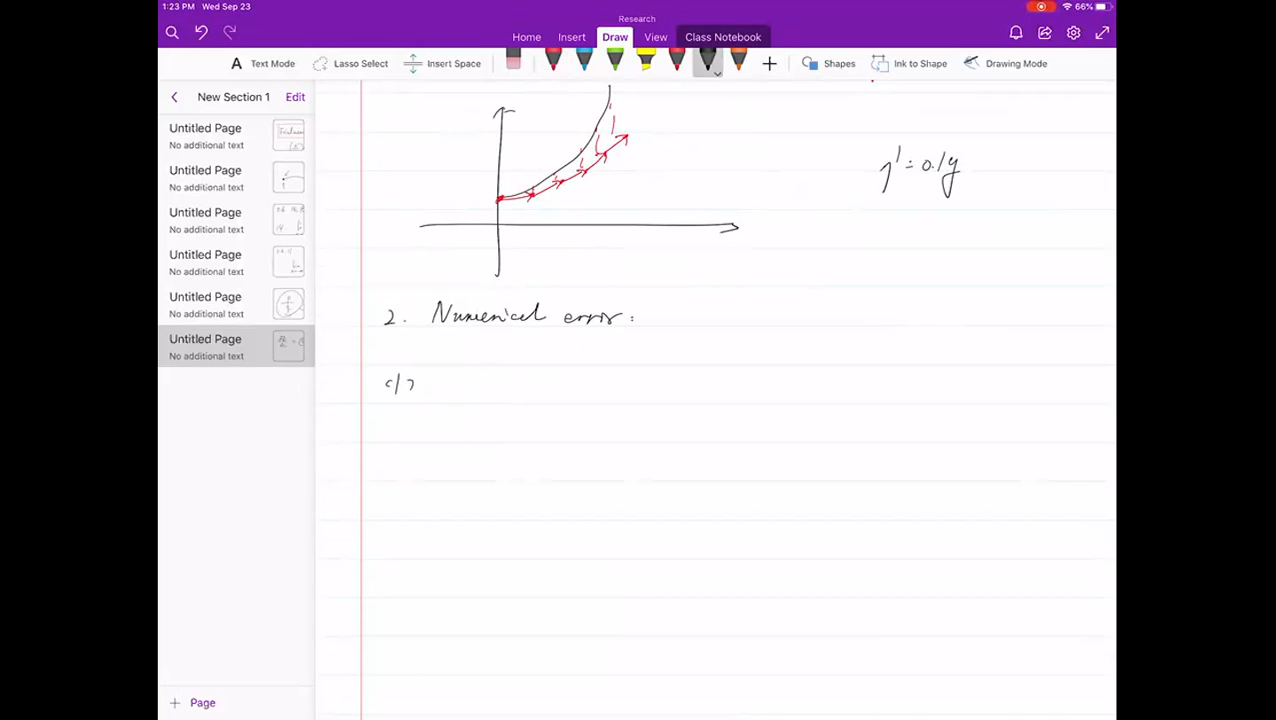 1:23 PM Wed Sep 23
66%
Research
Home Insert Draw View Class Notebook
A Text Mode Lasso Select Insert Space Shapes Ink to Shape Drawing Mode
New Section 1 Edit
Untitled Page
No additional text
Untitled Page
No additional text
Untitled Page
No additional text
Untitled Page
No additional text
Untitled Page
No additional text
Untitled Page
No additional text
Page
y' = 0.1y
2. Numerical error: